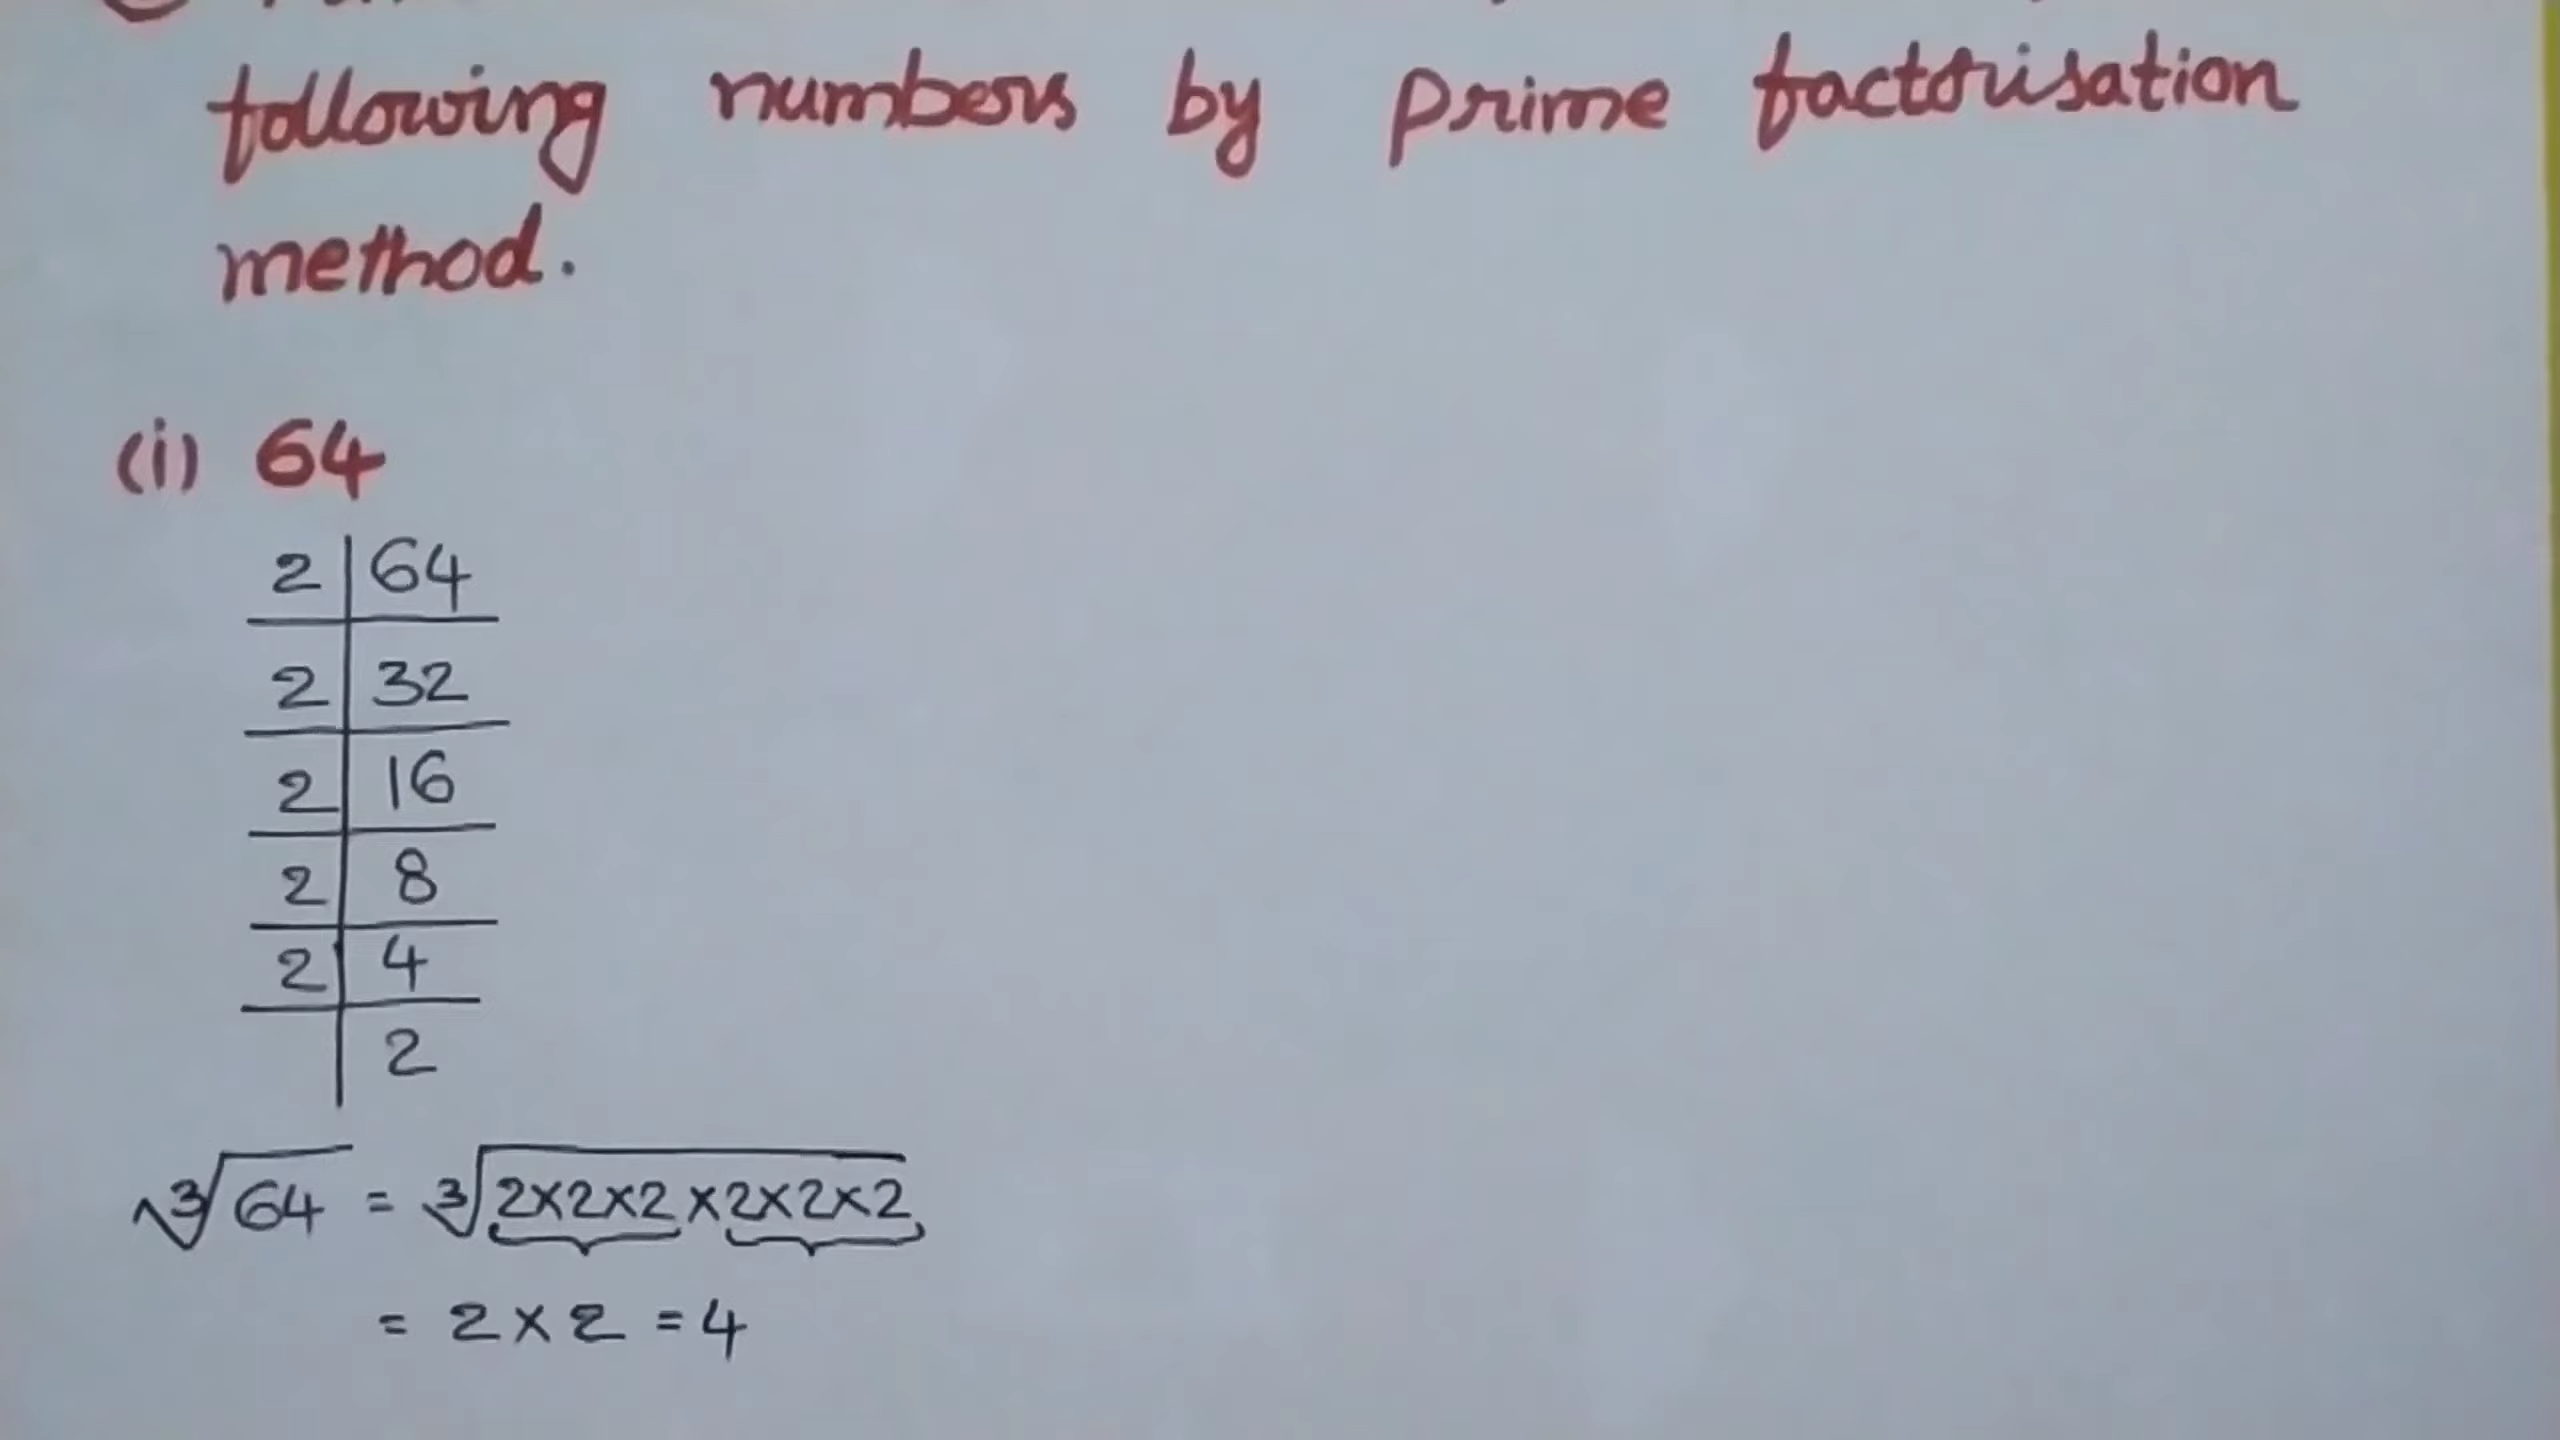 following numbers by prime factorisation
method.
(i) 64
2 | 64
2 | 32
2 | 16
2 | 8
2 | 4
| 2
∛64 = ∛2×2×2×2×2×2
= 2×2 = 4